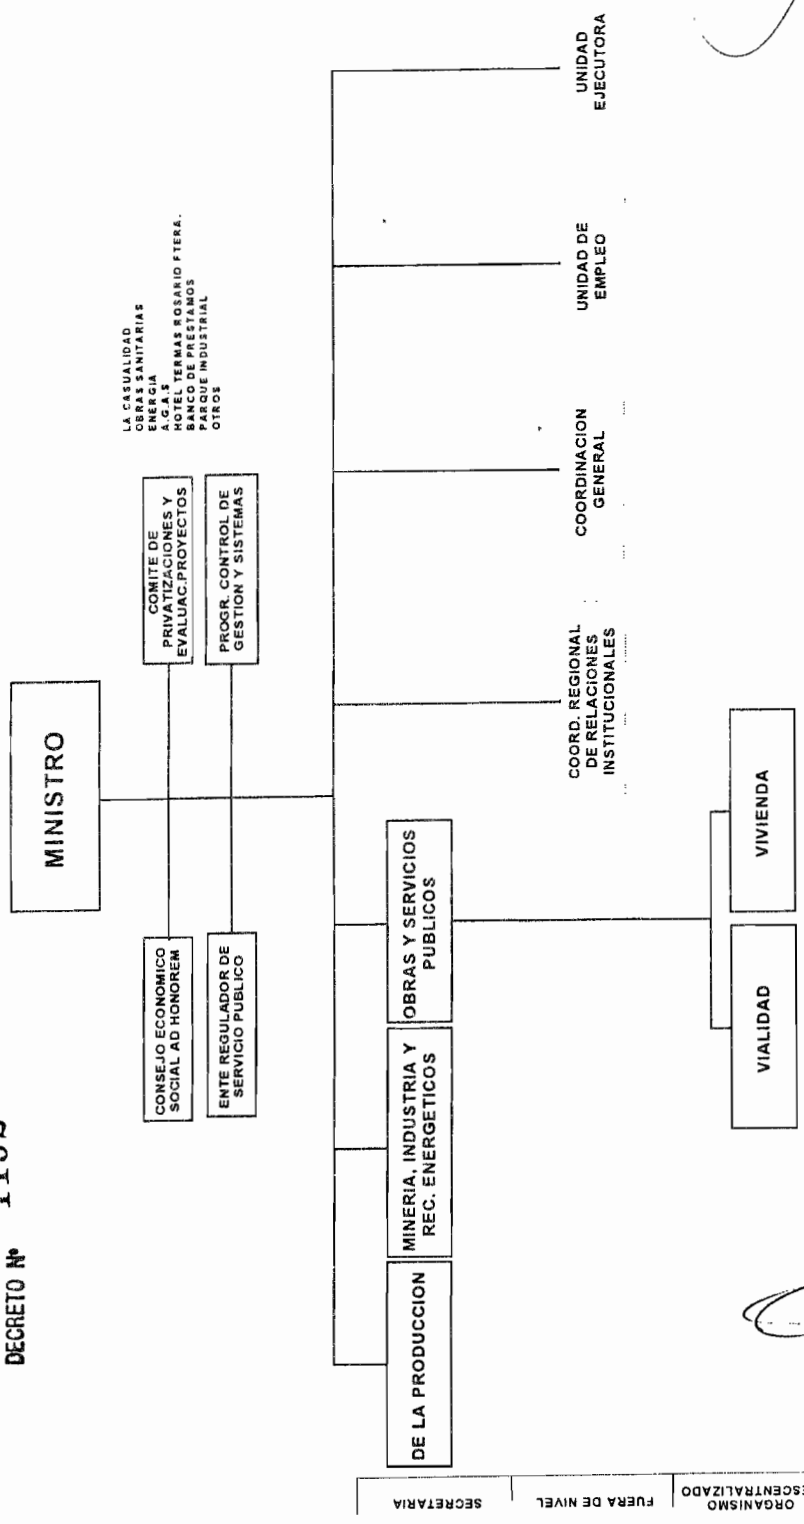 DECRETO Nº
MINISTRO
CONSEJO ECONOMICO
SOCIAL AD HONOREM
COMITE DE
PRIVATIZACIONES Y
EVALUAC.PROYECTOS
LA CASUALIDAD
OBRAS SANITARIAS
ENERGIA
A.G.A.S
HOTEL TERMAS ROSARIO FTERA.
BANCO DE PRESTAMOS
PARQUE INDUSTRIAL
OTROS
ENTE REGULADOR DE
SERVICIO PUBLICO
PROGR. CONTROL DE
GESTION Y SISTEMAS
SECRETARIA
DE LA PRODUCCION
MINERIA, INDUSTRIA Y
REC. ENERGETICOS
OBRAS Y SERVICIOS
PUBLICOS
FUERA DE NIVEL
COORD. REGIONAL
DE RELACIONES
INSTITUCIONALES
COORDINACION
GENERAL
UNIDAD DE
EMPLEO
UNIDAD
EJECUTORA
ORGANISMO
DESCENTRALIZADO
VIALIDAD
VIVIENDA